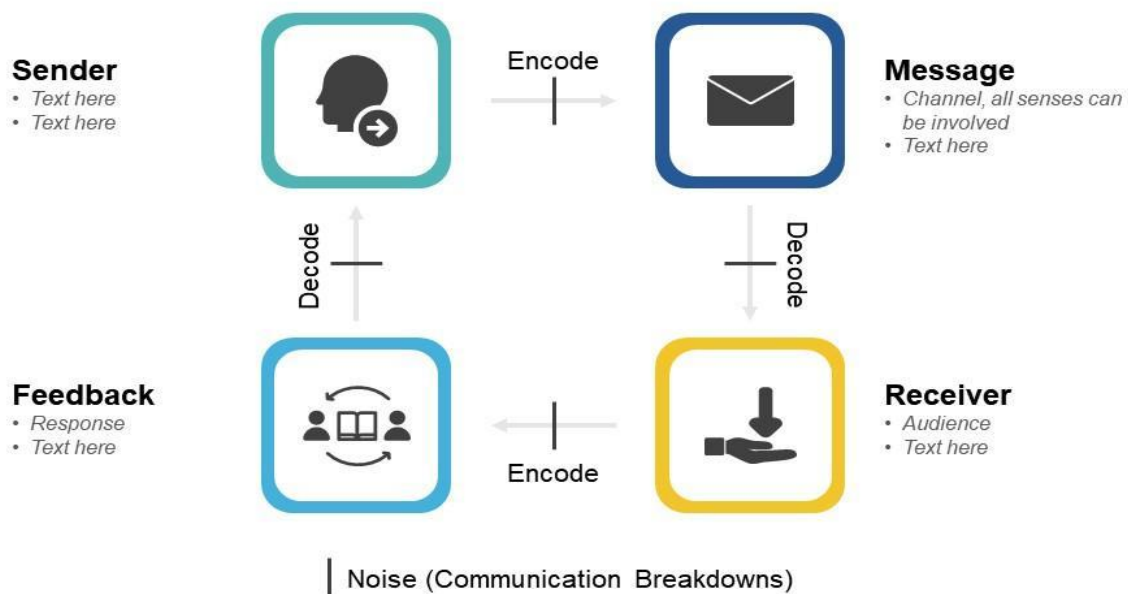 Sender
• Text here
• Text here
Encode
Message
• Channel, all senses can
be involved
• Text here
Decode
Decode
Feedback
• Response
• Text here
Encode
Receiver
• Audience
• Text here
Noise (Communication Breakdowns)